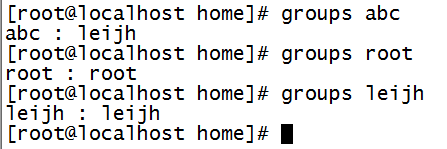 [root@localhost home]# groups abc
abc : leijh
[root@localhost home]# groups root
root : root
[root@localhost home]# groups leijh
leijh : leijh
[root@localhost home]#